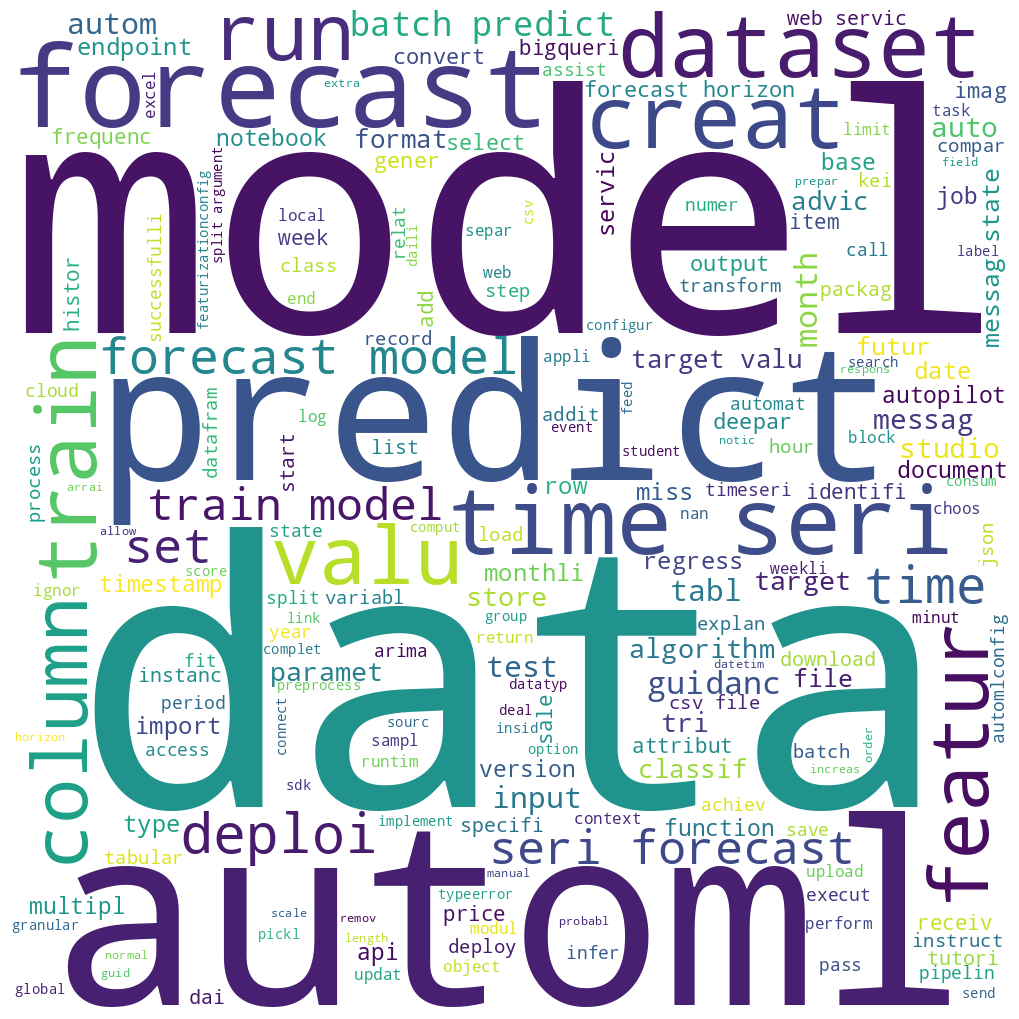 autom
run
batch predict
web servic
dataset
endpoint
convert
bigqueri
assist
forecast
excel
extra
forecast horizon
creat
imag
task
frequenc
notebook
format
select
limit
auto
compar
model
split argument
gener
servic
base
field
prepar
kei
advic
job
item
numer
local
week
relat
daili
separ
csv
class
web
end
step
output
transform
call
label
messag state
month
packag
histor
successfulli
featurizationconfig
add
record
configur
forecast model
appli
target valu
search
futur
respons
date
cloud
train
predict
datafram
log
list
addit
event
feed
deepar
automat
notic
autopilot
messag
hour
block
studio
student
document
process
arrai
start
train model
row
miss
timeseri
identifi
consum
nan
choos
allow
set
state
valu
comput
load
time seri
json
regress
weekli
score
monthli
tabl
target
time
ignor
timestamp
split
variabl
store
group
link
return
minut
column
year
complet
arima
test
explan
algorithm
datetim
download
fit
instanc
paramet
preprocess
datatyp
guidanc
file
csv file
featur
automlconfig
period
import
data
connect
sourc
deal
insid
sale
tri
sampl
access
runtim
option
attribut
batch
order
horizon
version
classif
increas
sdk
input
achiev
type
deploi
implement
specifi
context
function
save
tabular
seri forecast
manual
upload
multipl
automl
typeerror
execut
granular
scale
remov
price
modul
probabl
perform
receiv
normal
pickl
length
api
deploy
infer
instruct
guid
updat
object
pass
tutori
pipelin
global
dai
send